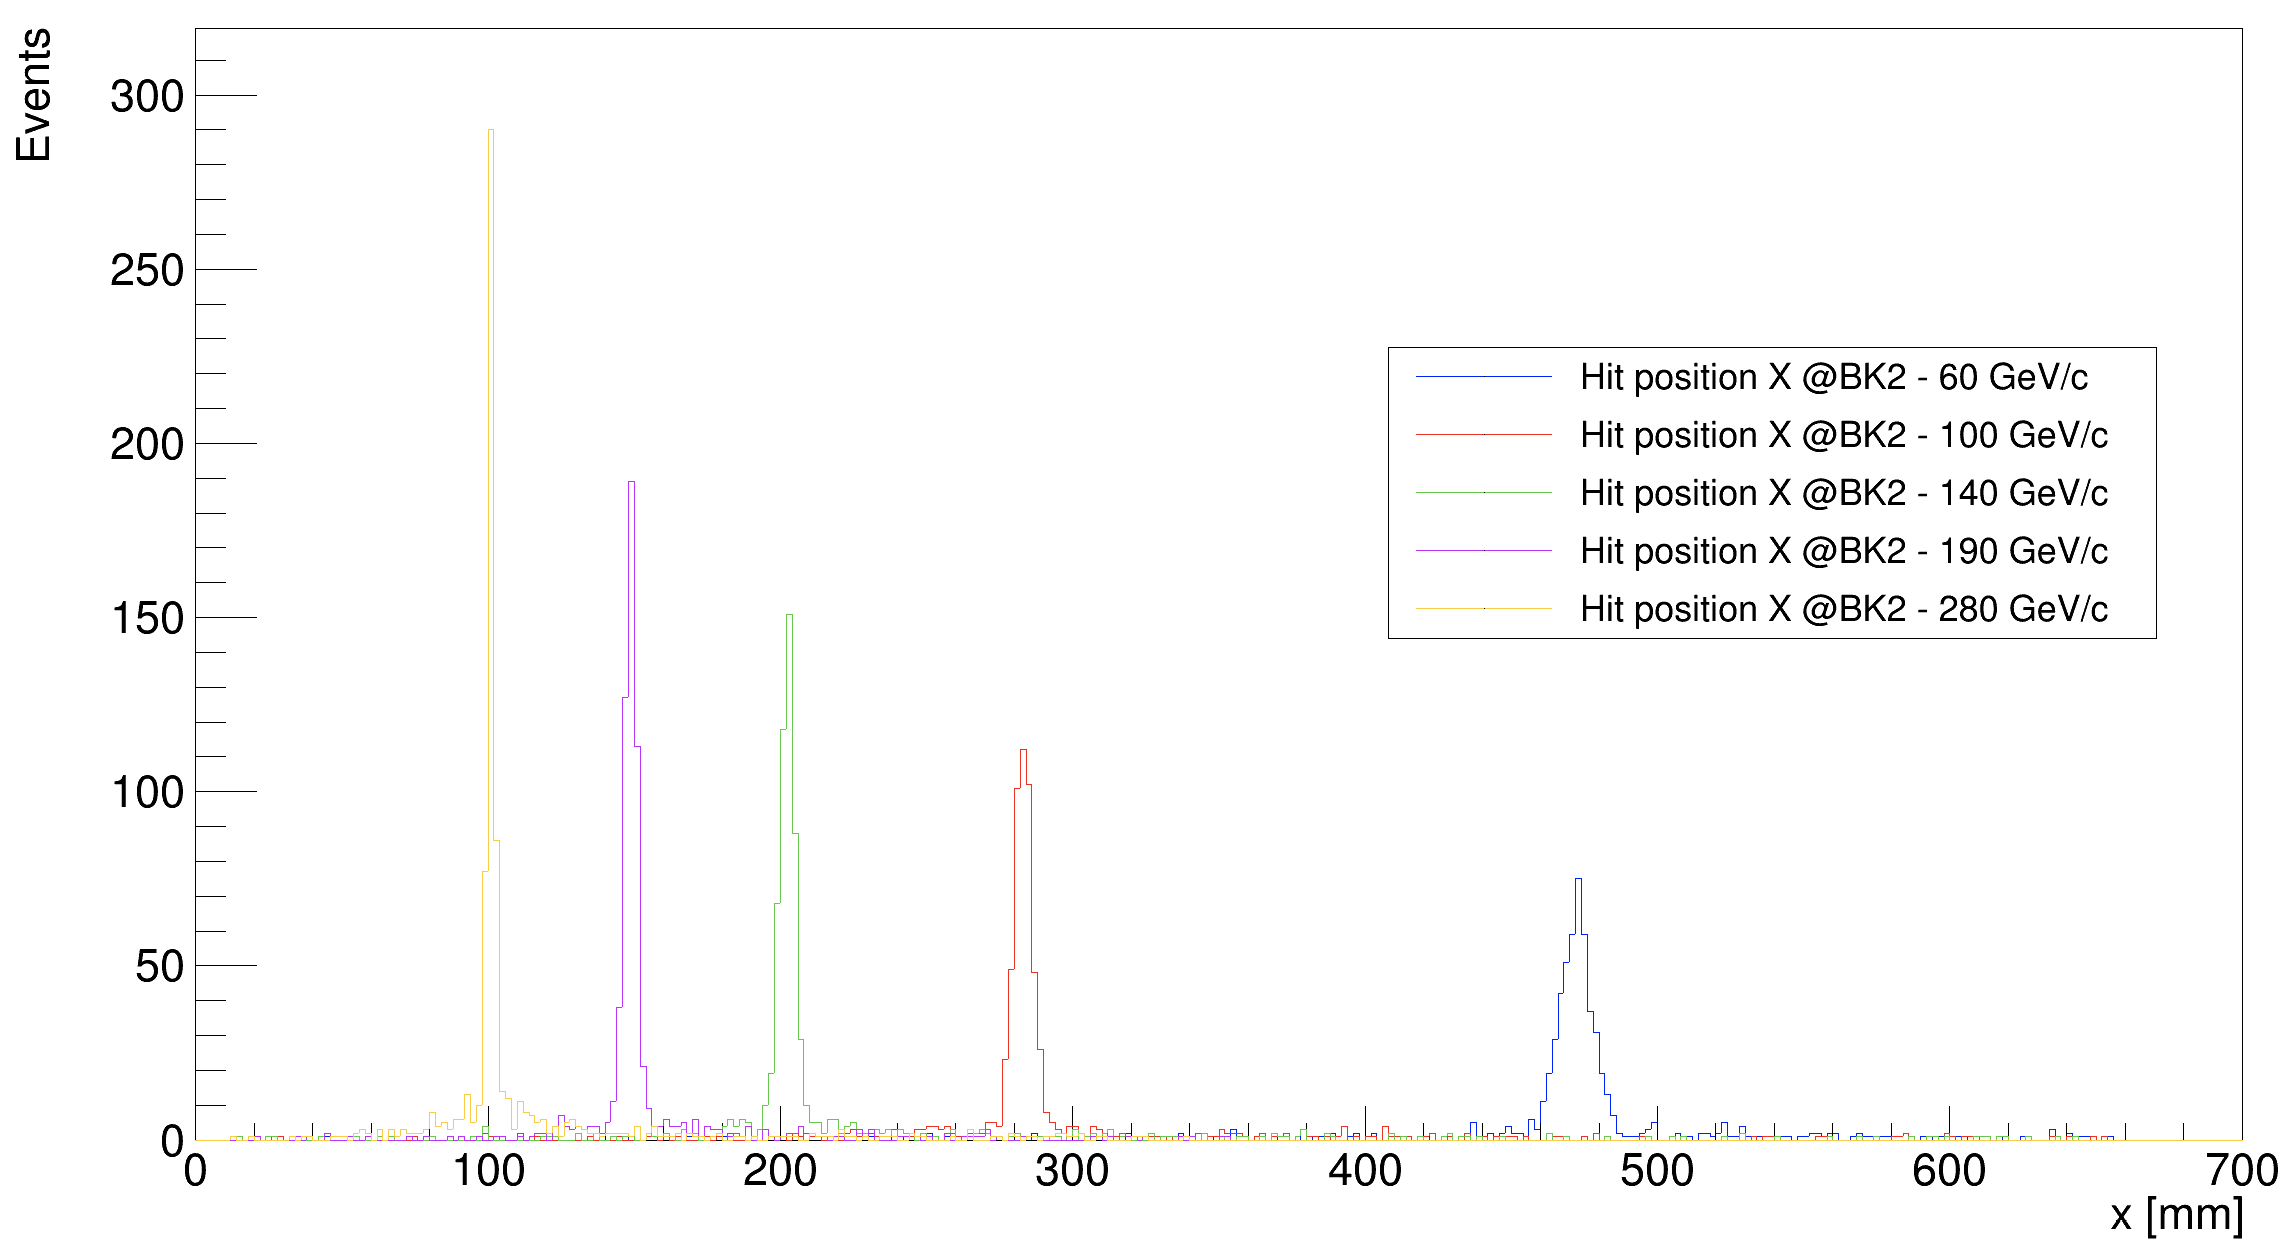 Events
300
250
200
150
100
50
0
Hit position X @BK2 - 60 GeV/c
Hit position X @BK2 - 100 GeV/c
Hit position X @BK2 - 140 GeV/c
Hit position X @BK2 - 190 GeV/c
Hit position X @BK2 - 280 GeV/c
0 100 200 300 400 500 600 700
x [mm]